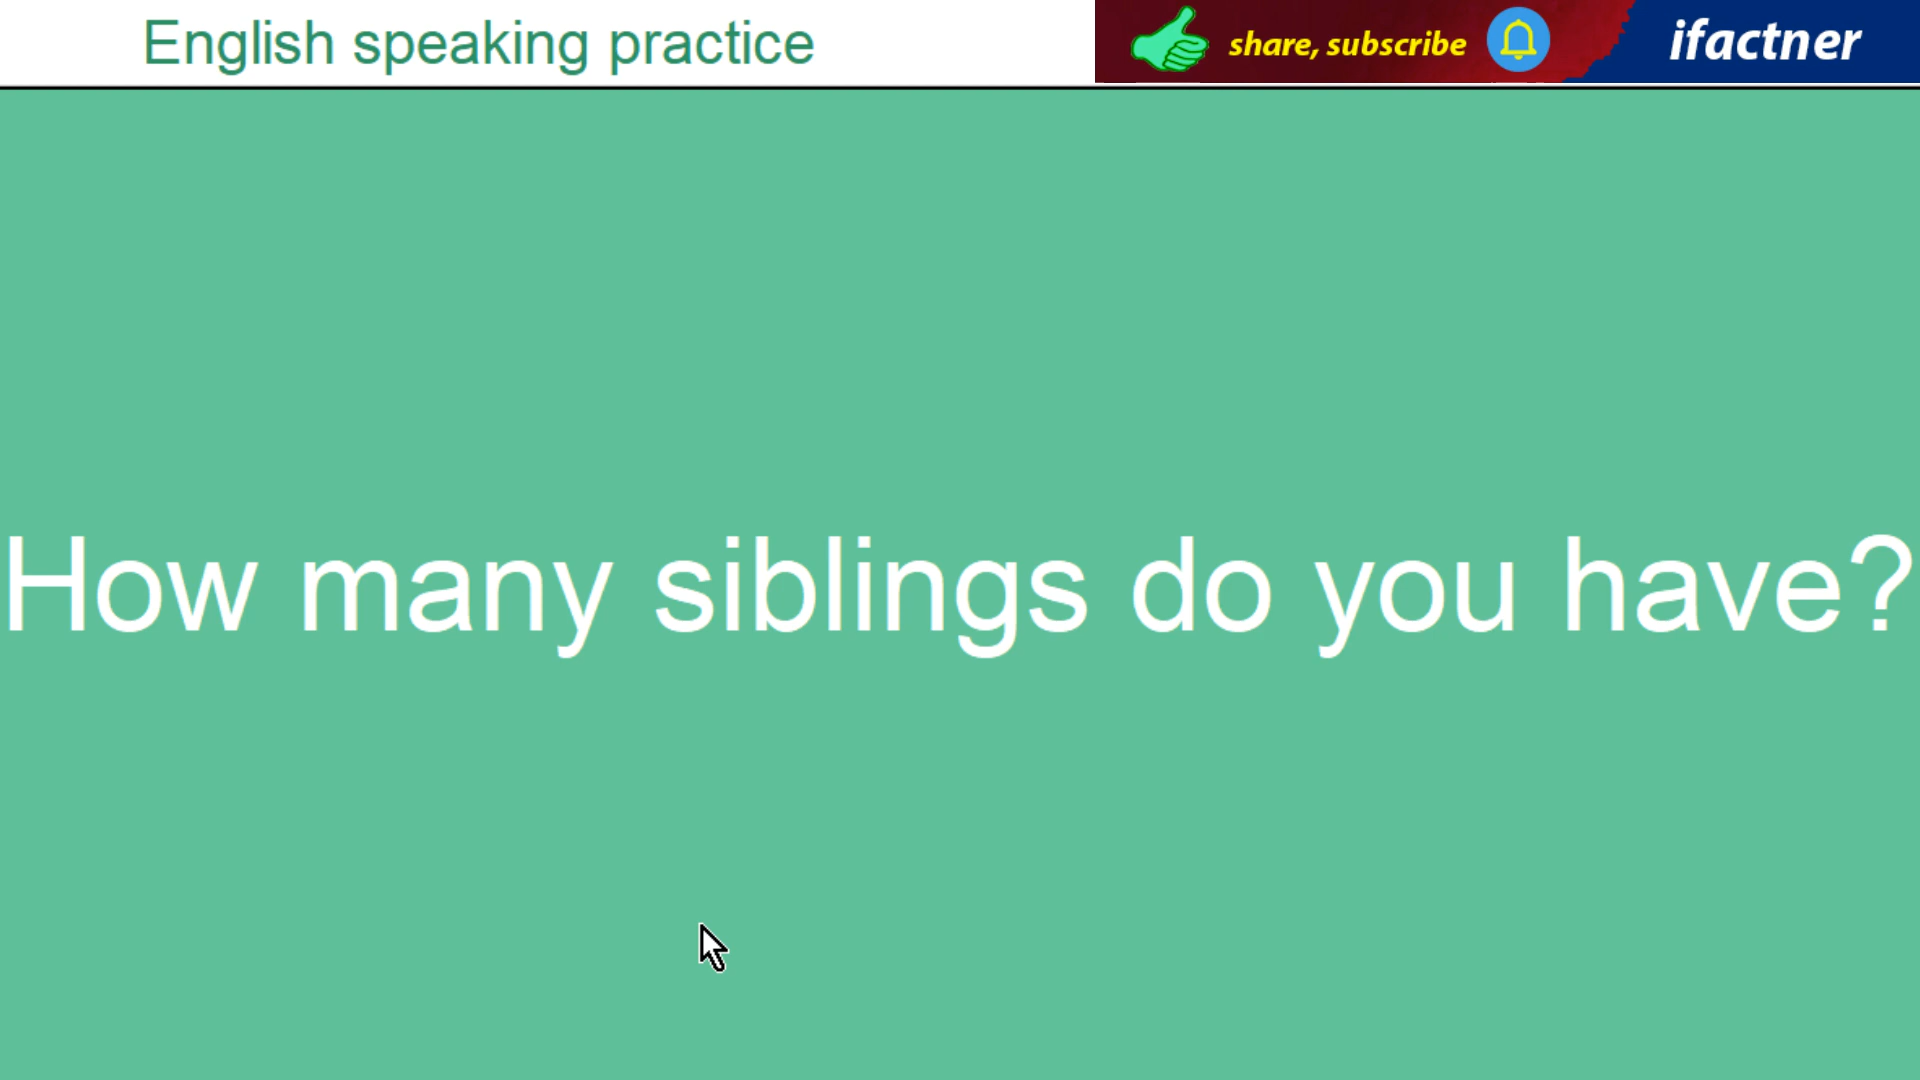 English speaking practice
share, subscribe
ifactner
How many siblings do you have?